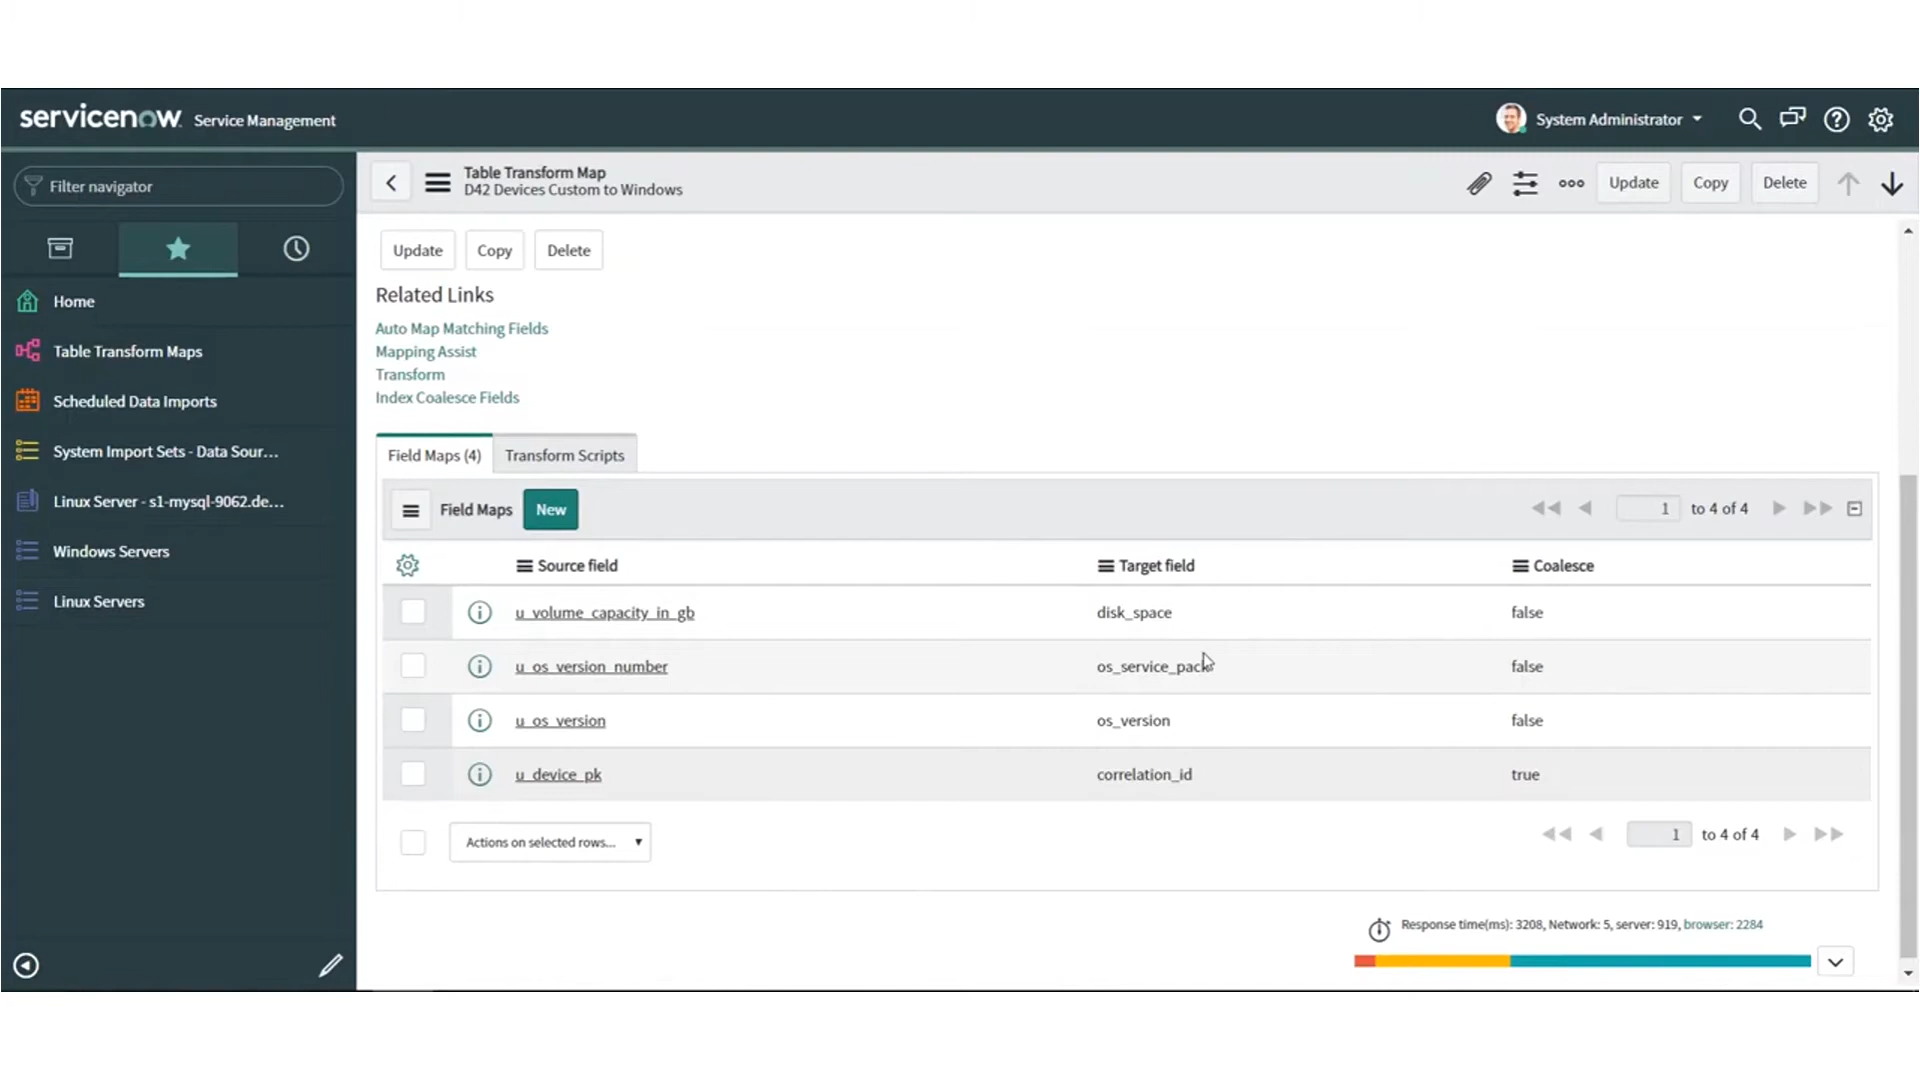 servicenow Service Management
System Administrator
Filter navigator
Home
Table Transform Maps
Scheduled Data Imports
System Import Sets - Data Sour...
Linux Server - s1-mysql-9062.de...
Windows Servers
Linux Servers
Table Transform Map
D42 Devices Custom to Windows
Update Copy Delete
Update Copy Delete
Related Links
Auto Map Matching Fields
Mapping Assist
Transform
Index Coalesce Fields
Field Maps (4) Transform Scripts
Field Maps New 1 to 4 of 4
Source field Target field Coalesce
u_volume_capacity_in_gb disk_space false
u_os_version_number os_service_pack false
u_os_version os_version false
u_device_pk correlation_id true
Actions on selected rows... 1 to 4 of 4
Response time(ms): 3208, Network: 5, server: 919, browser: 2284